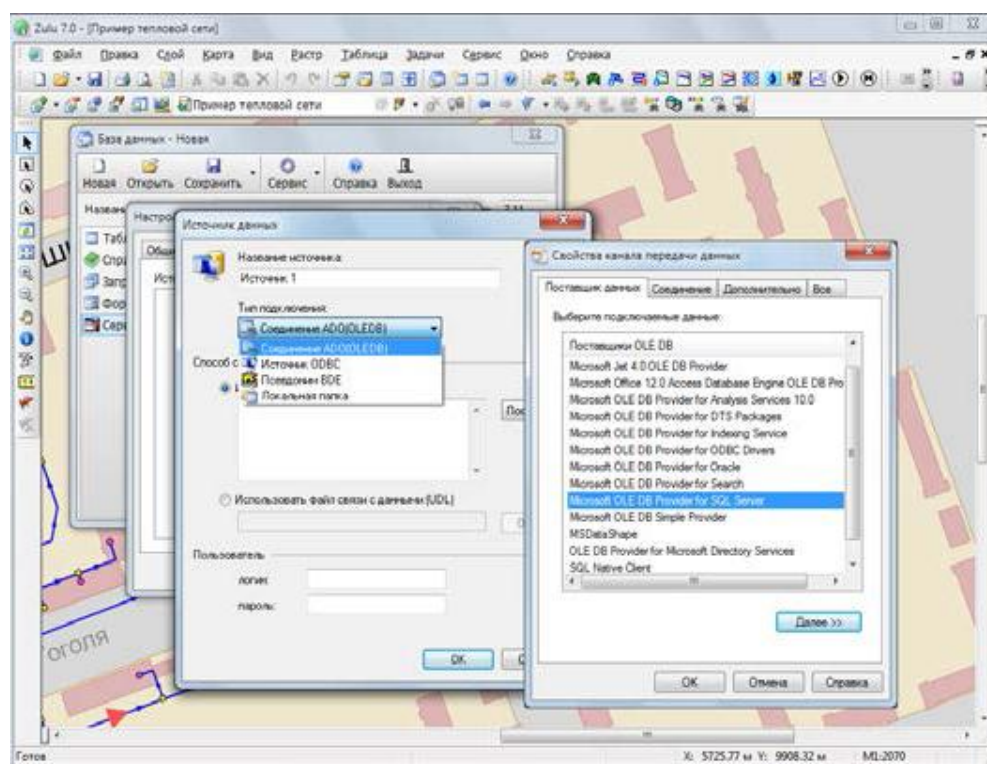 Zulu 7.0 - [Пример тепловой сети]
Файл Правка Слой Карта Вид Растр Таблица Задачи Сервис Окно Справка
Пример тепловой сети
База данных - Новая
Новая Открыть Сохранить Сервис Справка Выход
Источник данных
Название источника
Источник 1
Тип подключения:
Соединение ADO(OLEDB)
Соединение ADO(OLEDB)
Источник ODBC
Псевдоним BDE
Локальная папка
Способ с
Использовать файл связи с данными (UDL)
Пользователь
логин:
пароль:
OK
Свойства канала передачи данных
Поставщик данных Соединение Дополнительно Все
Выберите подключаемые данные:
Поставщики OLE DB
Microsoft Jet 4.0 OLE DB Provider
Microsoft Office 12.0 Access Database Engine OLE DB Pro
Microsoft OLE DB Provider for Analysis Services 10.0
Microsoft OLE DB Provider for DTS Packages
Microsoft OLE DB Provider for Indexing Service
Microsoft OLE DB Provider for ODBC Drivers
Microsoft OLE DB Provider for Oracle
Microsoft OLE DB Provider for Search
Microsoft OLE DB Provider for SQL Server
Microsoft OLE DB Simple Provider
MSDataShape
OLE DB Provider for Microsoft Directory Services
SQL Native Client
Далее >>
OK Отмена Справка
оголя
Готов
X: 5725.77 м Y: 9908.32 м М1:2070